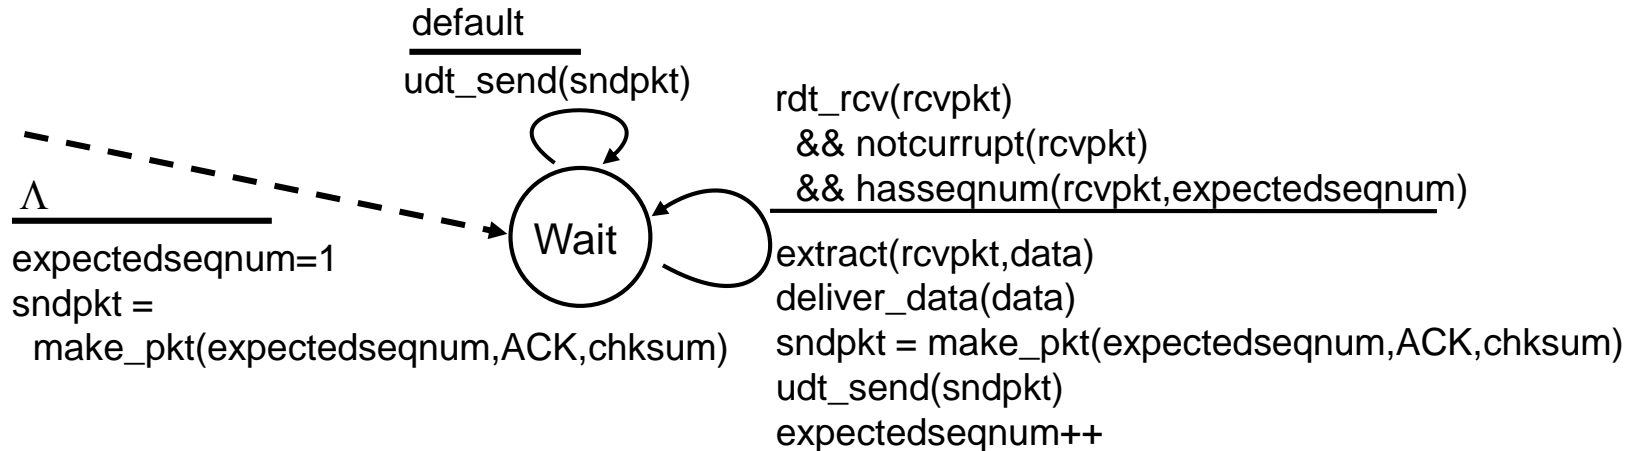 default
udt_send(sndpkt)
rdt_rcv(rcvpkt)
&& notcurrupt(rcvpkt)
&& hasseqnum(rcvpkt,expectedseqnum)
Λ
Wait
expectedseqnum=1
sndpkt =
make_pkt(expectedseqnum,ACK,chksum)
extract(rcvpkt,data)
deliver_data(data)
sndpkt = make_pkt(expectedseqnum,ACK,chksum)
udt_send(sndpkt)
expectedseqnum++